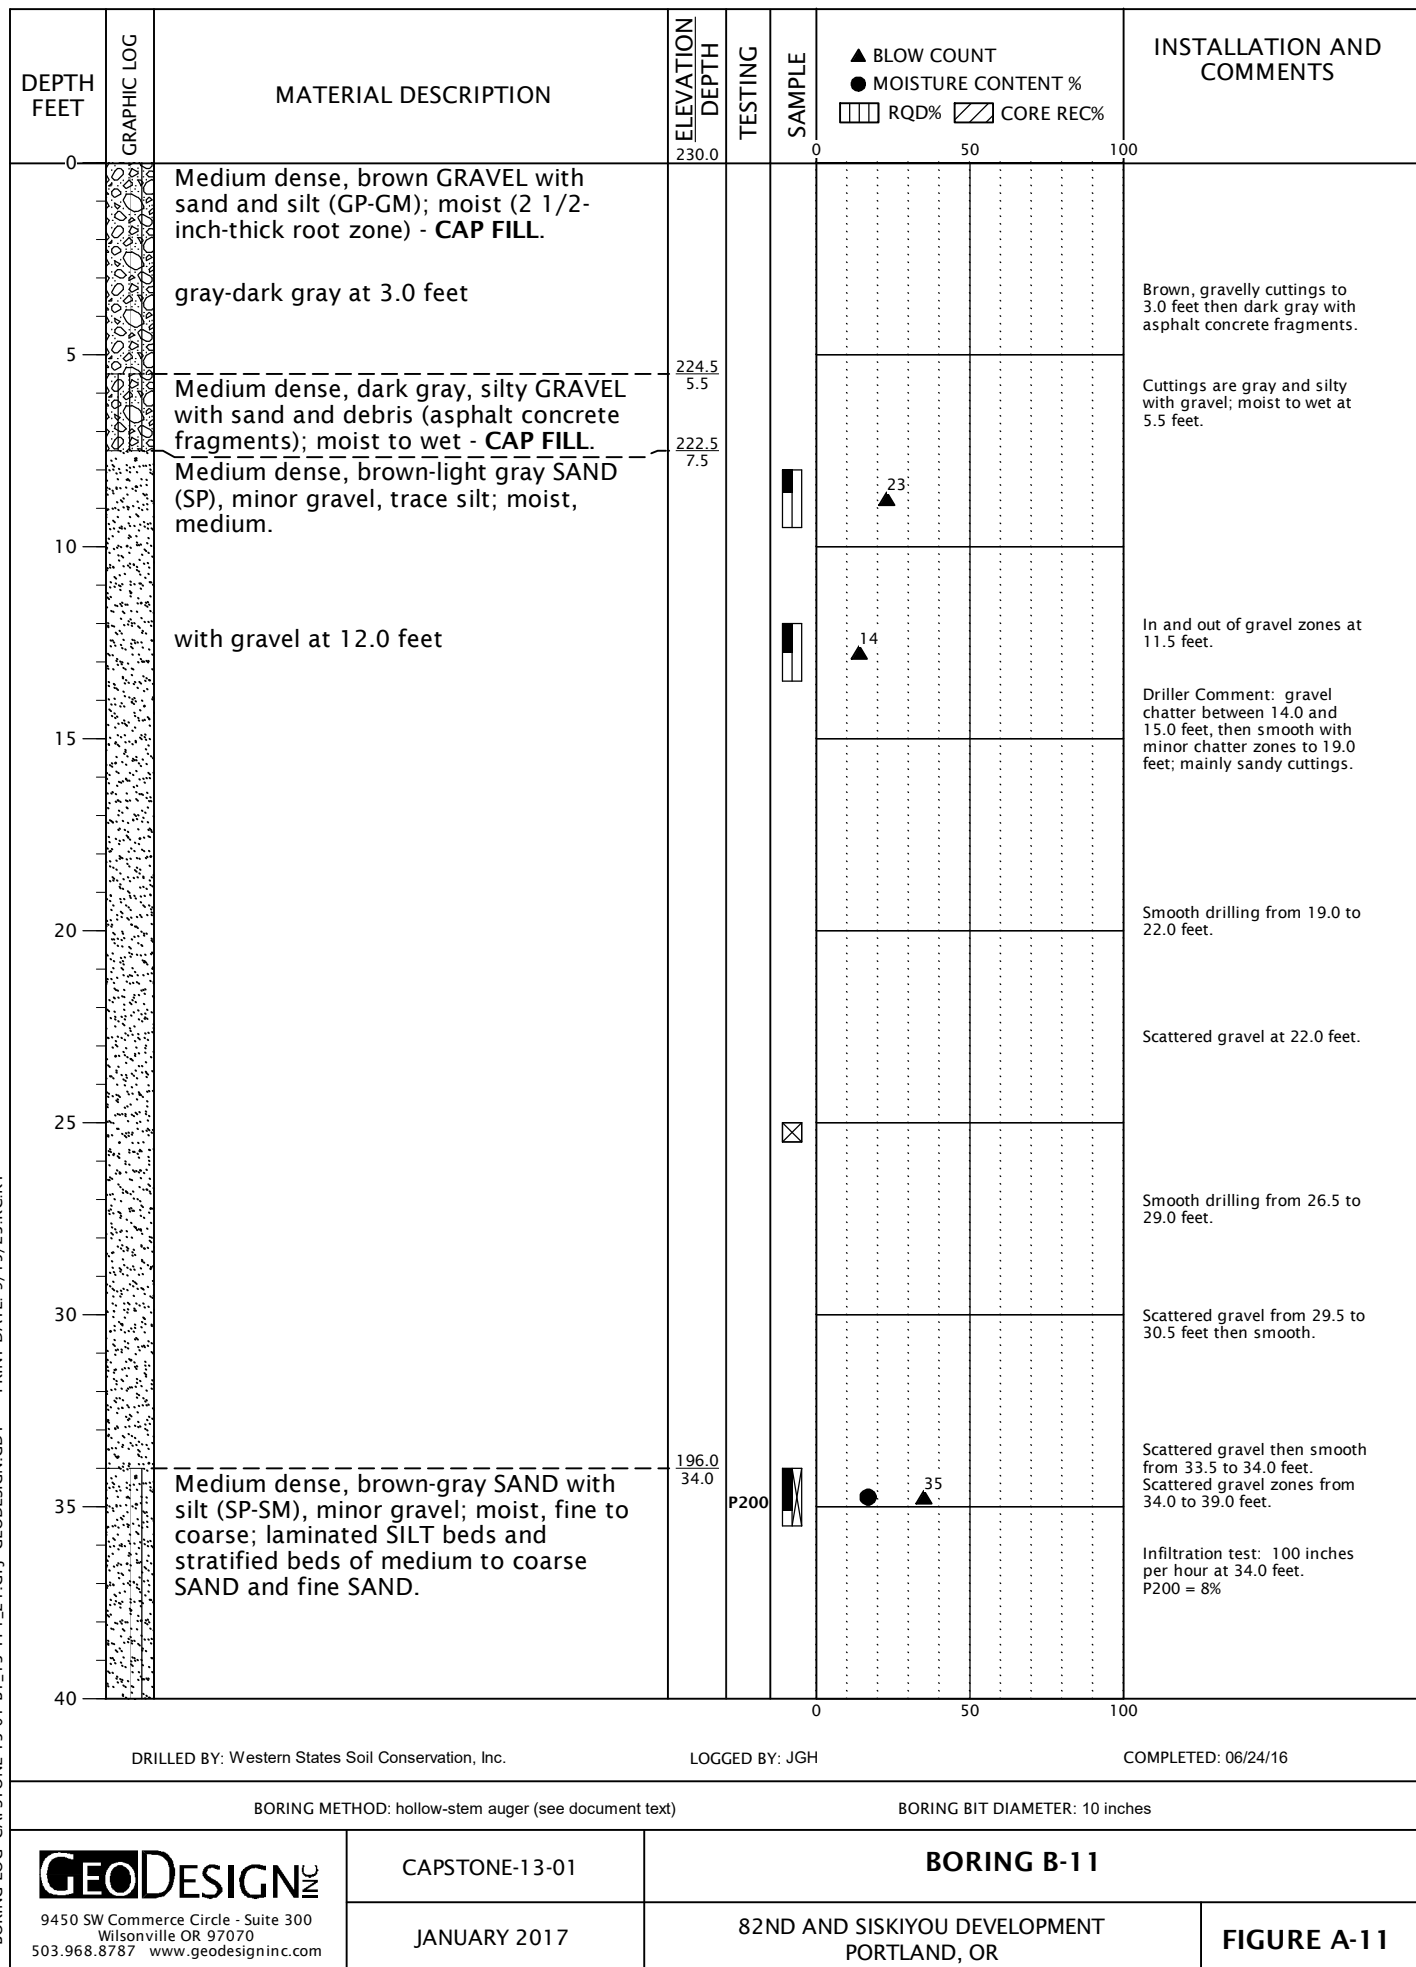 DEPTH
FEET
GRAPHIC LOG
MATERIAL DESCRIPTION
ELEVATION
DEPTH
TESTING
SAMPLE
▲ BLOW COUNT
● MOISTURE CONTENT %
RQD% CORE REC%
INSTALLATION AND
COMMENTS
0
230.0
0 50 100
Medium dense, brown GRAVEL with
sand and silt (GP-GM); moist (2 1/2-
inch-thick root zone) - CAP FILL.
gray-dark gray at 3.0 feet
Brown, gravelly cuttings to
3.0 feet then dark gray with
asphalt concrete fragments.
5
224.5
5.5
Medium dense, dark gray, silty GRAVEL
with sand and debris (asphalt concrete
fragments); moist to wet - CAP FILL.
Cuttings are gray and silty
with gravel; moist to wet at
5.5 feet.
222.5
7.5
Medium dense, brown-light gray SAND
(SP), minor gravel, trace silt; moist,
medium.
23
10
with gravel at 12.0 feet
14
In and out of gravel zones at
11.5 feet.
Driller Comment: gravel
chatter between 14.0 and
15.0 feet, then smooth with
minor chatter zones to 19.0
feet; mainly sandy cuttings.
15
Smooth drilling from 19.0 to
22.0 feet.
20
Scattered gravel at 22.0 feet.
25
Smooth drilling from 26.5 to
29.0 feet.
30
Scattered gravel from 29.5 to
30.5 feet then smooth.
196.0
34.0
Medium dense, brown-gray SAND with
silt (SP-SM), minor gravel; moist, fine to
coarse; laminated SILT beds and
stratified beds of medium to coarse
SAND and fine SAND.
35
P200
35
Scattered gravel then smooth
from 33.5 to 34.0 feet.
Scattered gravel zones from
34.0 to 39.0 feet.
Infiltration test: 100 inches
per hour at 34.0 feet.
P200 = 8%
40
0 50 100
DRILLED BY: Western States Soil Conservation, Inc.
LOGGED BY: JGH
COMPLETED: 06/24/16
BORING METHOD: hollow-stem auger (see document text)
BORING BIT DIAMETER: 10 inches
GEODESIGN INC
9450 SW Commerce Circle - Suite 300
Wilsonville OR 97070
503.968.8787 www.geodesigninc.com
CAPSTONE-13-01
JANUARY 2017
BORING B-11
82ND AND SISKIYOU DEVELOPMENT
PORTLAND, OR
FIGURE A-11